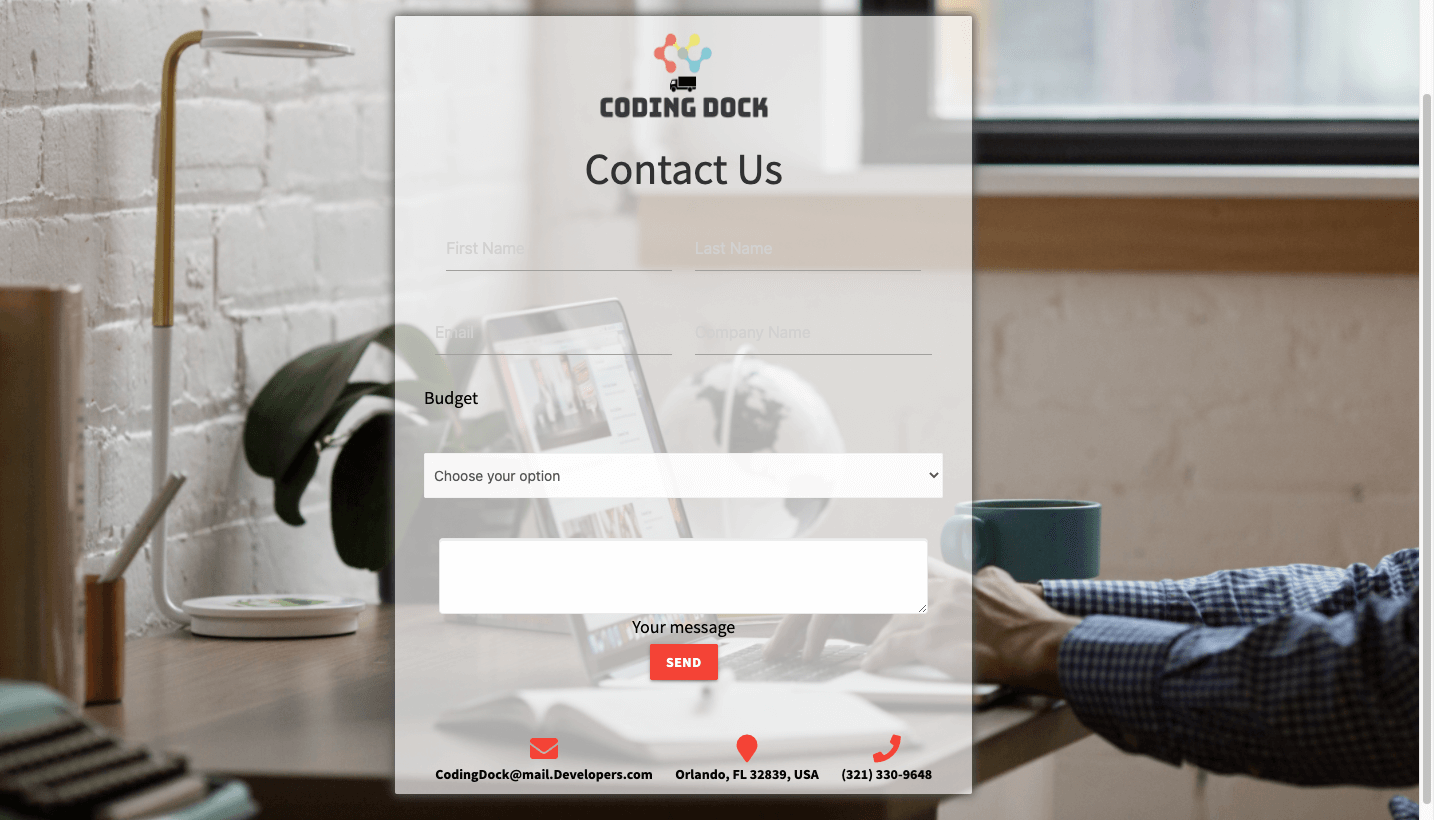 CODING DOCK
Contact Us
First Name
Last Name
Email
Company Name
Budget
Choose your option
Your message
SEND
CodingDock@mail.Developers.com
Orlando, FL 32839, USA
(321) 330-9648